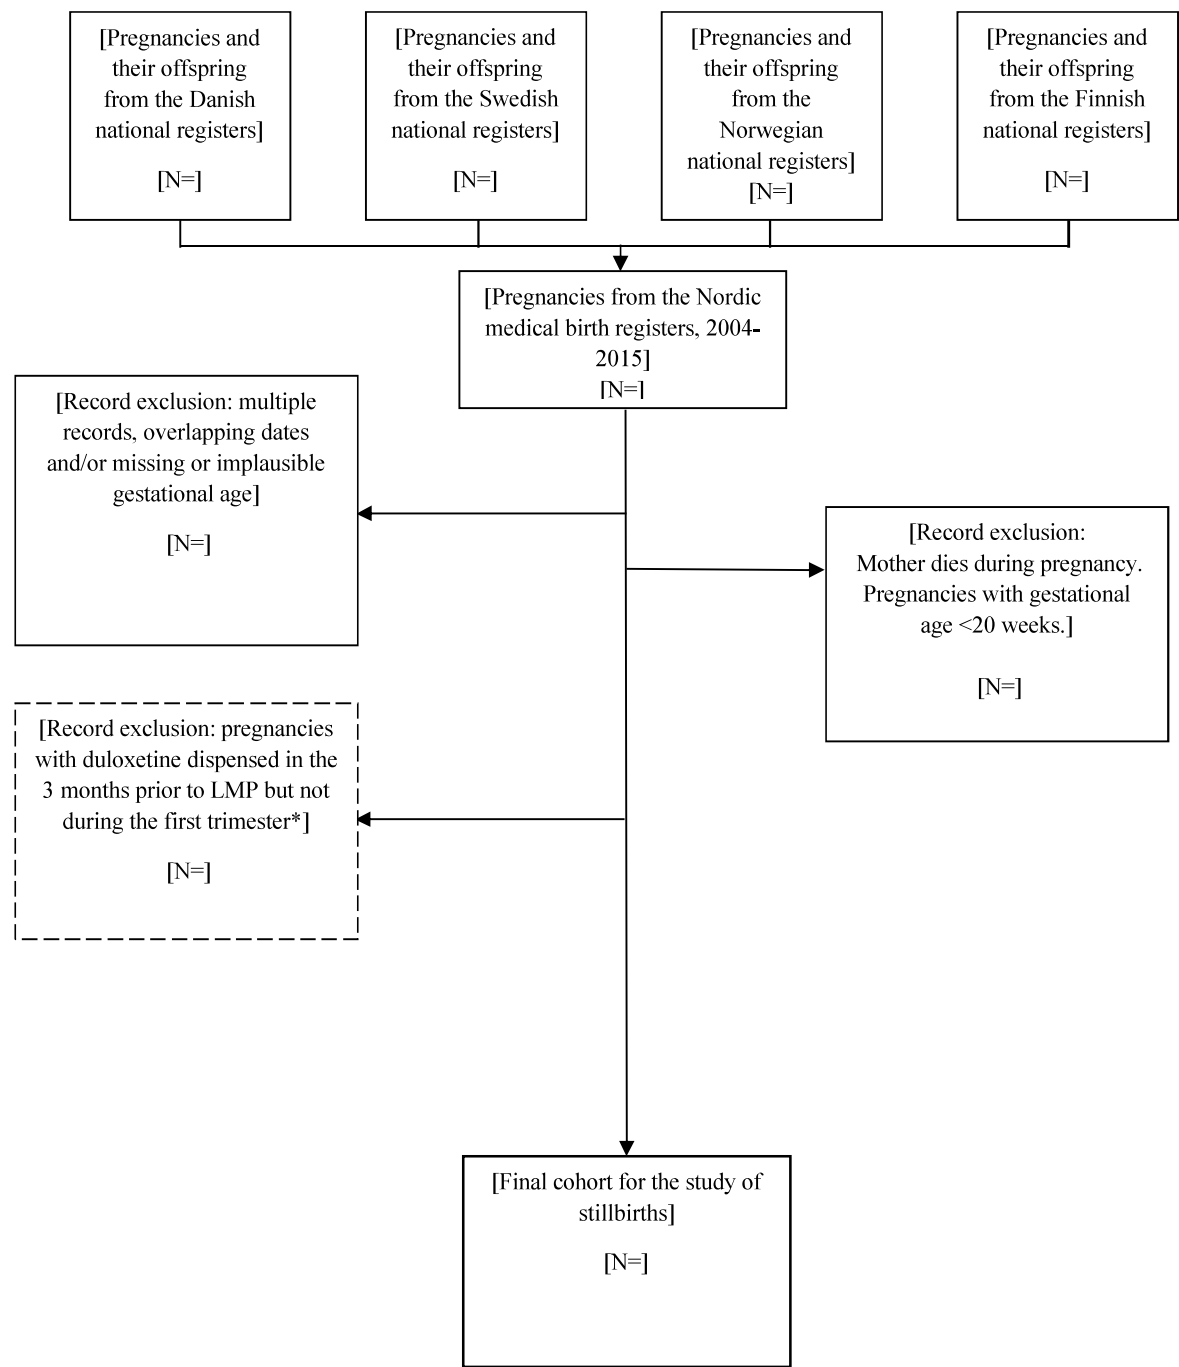 [Pregnancies and
their offspring
from the Danish
national registers]
[N=]
[Pregnancies and
their offspring
from the Swedish
national registers]
[N=]
[Pregnancies and
their offspring
from the
Norwegian
national registers]
[N=]
[Pregnancies and
their offspring
from the Finnish
national registers]
[N=]
[Pregnancies from the Nordic
medical birth registers, 2004-
2015]
[N=]
[Record exclusion: multiple
records, overlapping dates
and/or missing or implausible
gestational age]
[N=]
[Record exclusion:
Mother dies during pregnancy.
Pregnancies with gestational
age <20 weeks.]
[N=]
[Record exclusion: pregnancies
with duloxetine dispensed in the
3 months prior to LMP but not
during the first trimester*]
[N=]
[Final cohort for the study of
stillbirths]
[N=]